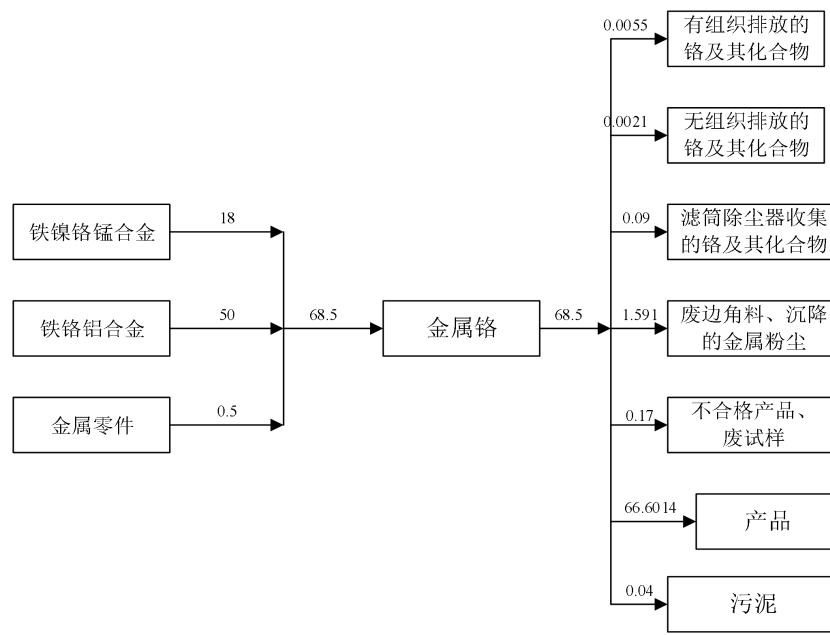 0.0055
有组织排放的
铬及其化合物
0.0021
无组织排放的
铬及其化合物
铁镍铬锰合金
18
0.09
滤筒除尘器收集
的铬及其化合物
铁铬铝合金
50
68.5
金属铬
68.5
1.591
废边角料、沉降
的金属粉尘
金属零件
0.5
0.17
不合格产品、
废试样
66.6014
产品
0.04
污泥